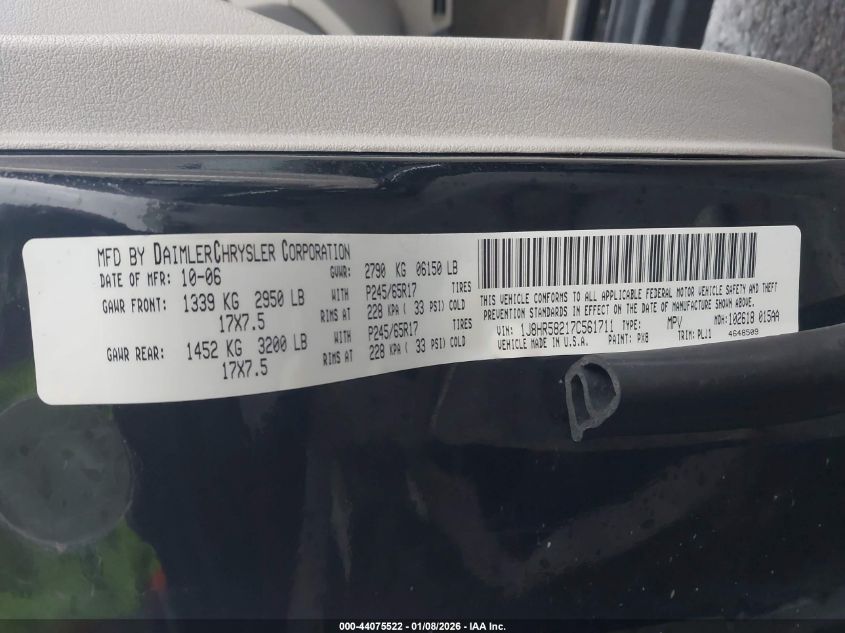 MFD BY DAIMLERCHRYSLER CORPORATION
DATE OF MFR: 10-06 GVWR: 2790 KG 06150 LB
GAWR FRONT: 1339 KG 2950 LB WITH P245/65R17 TIRES
17X7.5 RIMS AT 228 KPA ( 33 PSI) COLD
GAWR REAR: 1452 KG 3200 LB WITH P245/65R17 TIRES
17X7.5 RIMS AT 228 KPA ( 33 PSI) COLD
THIS VEHICLE CONFORMS TO ALL APPLICABLE FEDERAL MOTOR VEHICLE SAFETY AND THEFT
PREVENTION STANDARDS IN EFFECT ON THE DATE OF MANUFACTURE SHOWN ABOVE.
VIN: 1J8HR58217C561711 TYPE: MPV MDH:102618 015AA
VEHICLE MADE IN U.S.A. PAINT: PX8 TRIM: PLJ1 4648509
000-44075522 - 01/08/2026 - IAA Inc.